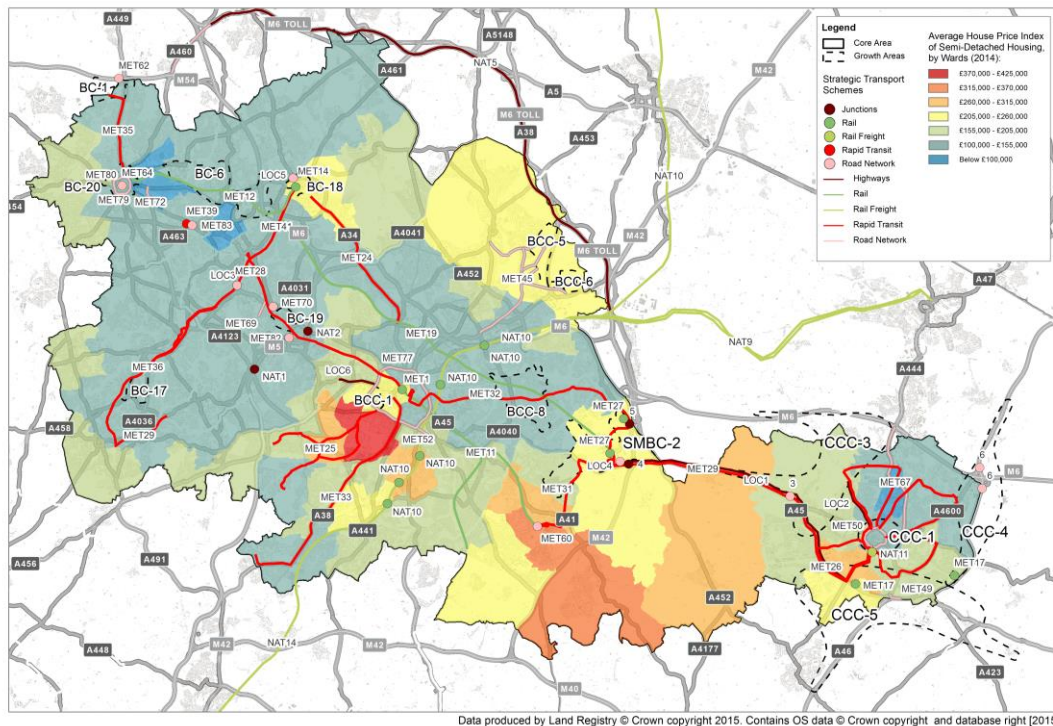 A449
A460
M6 TOLL
A5148
NAT5
MET62
M54
A461
M42
BC-1
A5
M6 TOLL
A38
A453
MET35
NAT10
BC-6
MET80
MET64
LOC5
MET14
BC-20
BC-18
MET79
MET72
MET12
MET39
A463
MET83
MET41
M6
A34
A4041
MET24
BCC-5
M42
M6 TOLL
A452
BCC-6
MET45
A47
LOC3
MET28
A4031
MET70
BC-19
MET69
NAT2
A4123
MET82
M5
MET19
M6
NAT10
NAT9
A444
MET36
NAT1
LOC6
MET77
NAT10
MET1
NAT10
MET32
BC-17
BCC-1
BCC-8
MET27
5
A4036
A458
MET29
A45
A4040
MET52
MET27
SMBC-2
M6
CCC-3
MET25
MET11
NAT10
LOC4
4
MET29
LOC1
6
6
M6
NAT10
MET31
3
MET67
LOC2
MET33
A38
NAT10
A45
A4600
A441
A41
MET50
CCC-1
CCC-4
MET60
M42
NAT11
A491
A456
MET26
MET17
MET17
MET49
A452
CCC-5
M42
NAT14
A448
M42
A4177
A46
A423
M40
Legend
Core Area
Growth Areas
Strategic Transport
Schemes
Junctions
Rail
Rail Freight
Rapid Transit
Road Network
Highways
Rail
Rail Freight
Rapid Transit
Road Network
Average House Price Index
of Semi-Detached Housing,
by Wards (2014):
£370,000 - £425,000
£315,000 - £370,000
£260,000 - £315,000
£205,000 - £260,000
£155,000 - £205,000
£100,000 - £155,000
Below £100,000
Data produced by Land Registry © Crown copyright 2015. Contains OS data © Crown copyright and database right [201